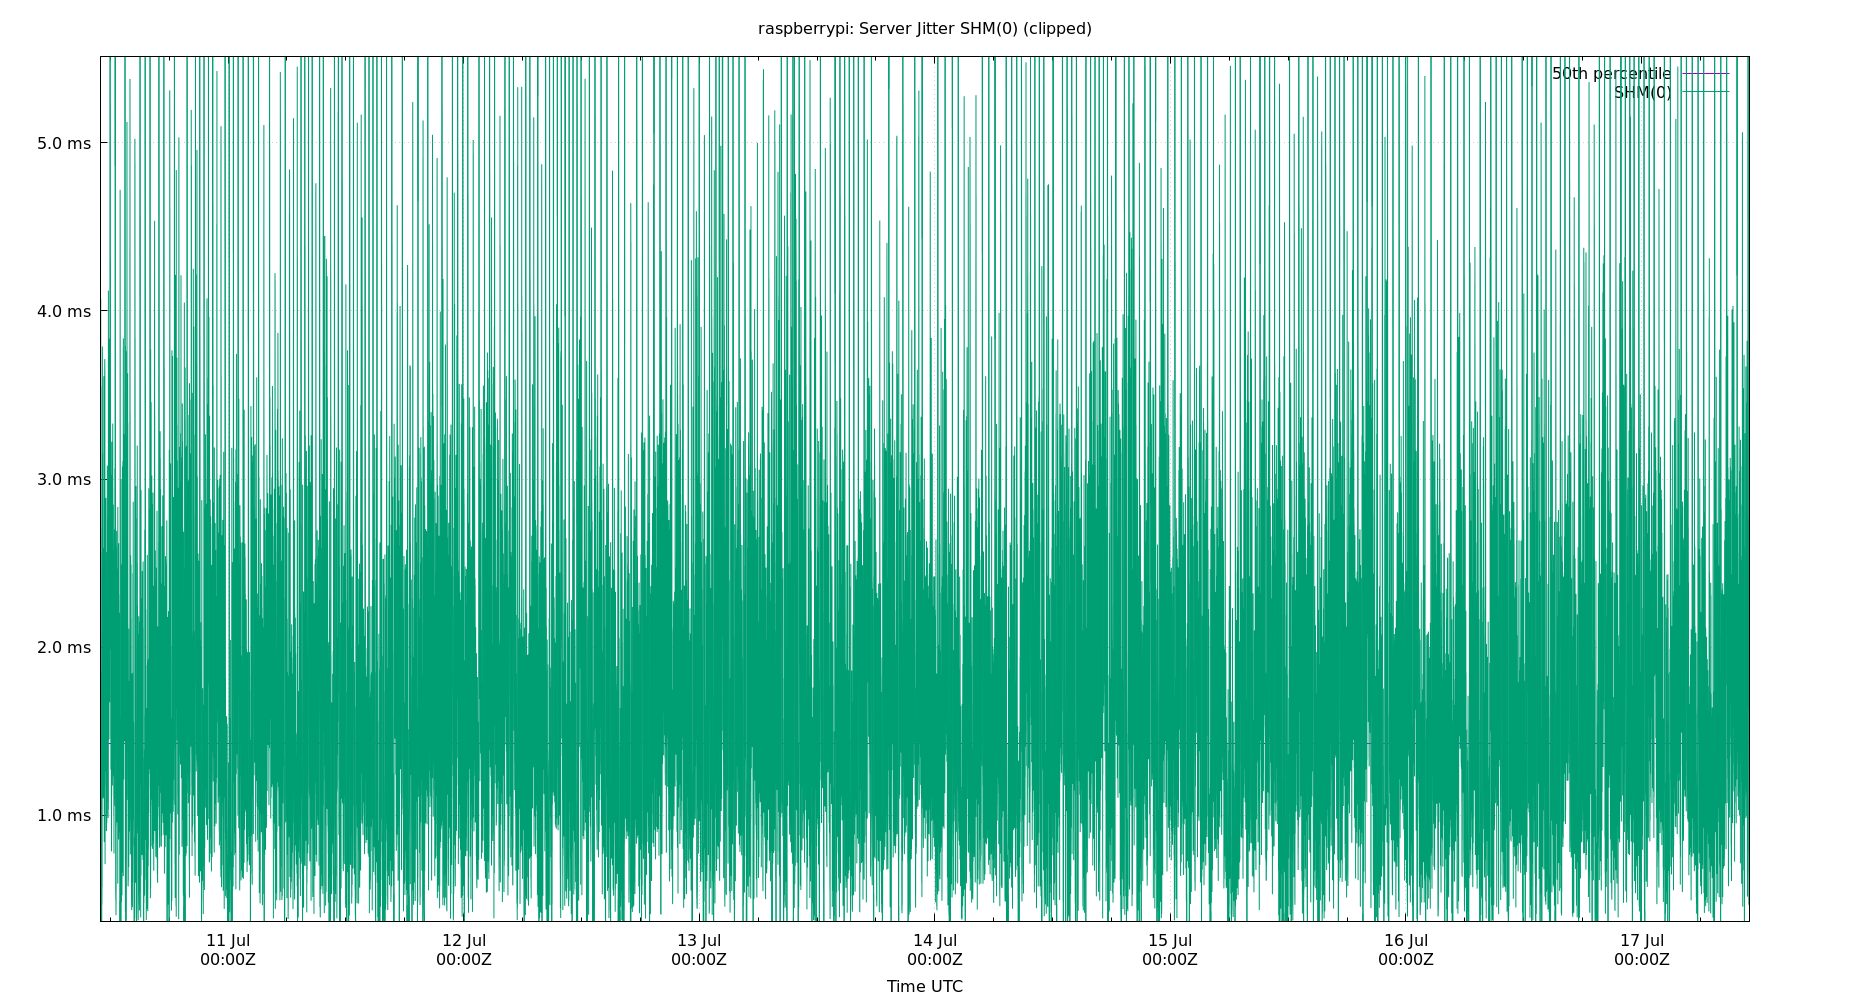 raspberrypi: Server Jitter SHM(0) (clipped)
50th percentile
SHM(0)
5.0 ms
4.0 ms
3.0 ms
2.0 ms
1.0 ms
11 Jul 12 Jul 13 Jul 14 Jul 15 Jul 16 Jul 17 Jul
00:00Z 00:00Z 00:00Z 00:00Z 00:00Z 00:00Z 00:00Z
Time UTC